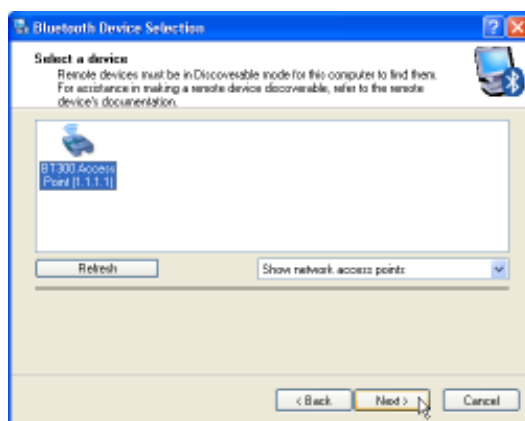 Bluetooth Device Selection
Select a device
Remote devices must be in Discoverable mode for this computer to find them.
For assistance in making a remote device discoverable, refer to the remote
device's documentation.
BT300 Access
Point (1.1.1.1)
Refresh
Show network access points
< Back
Next >
Cancel